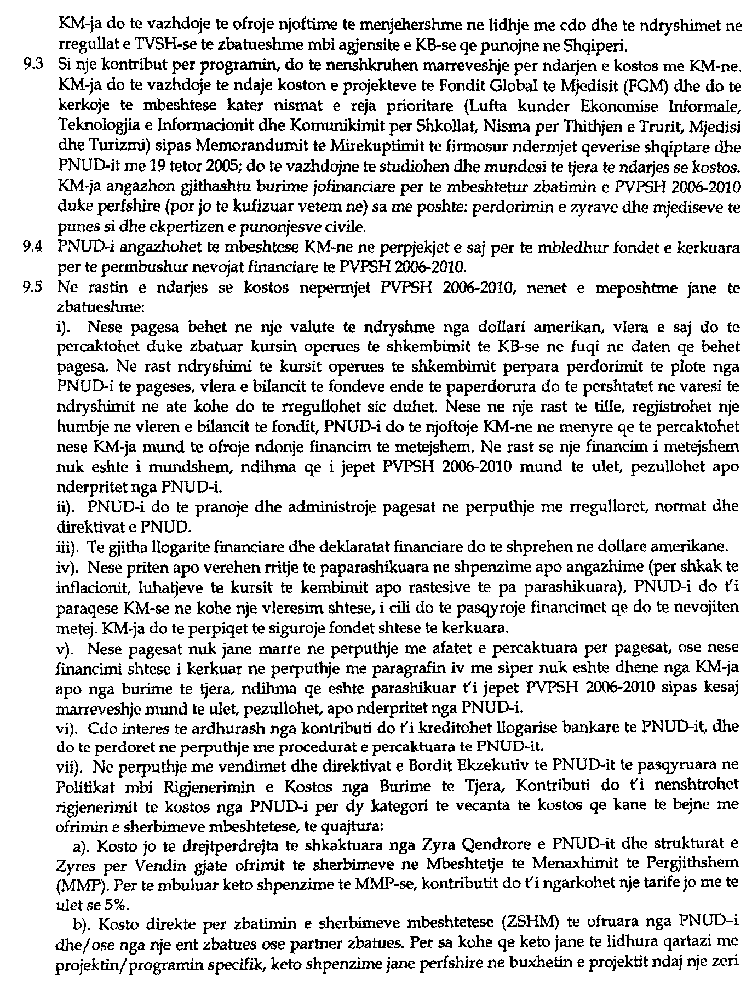 KM-ja do te vazhdoje te ofroje njoftime te menjehershme ne lidhje me cdo dhe te ndryshimet ne
rregullat e TVSH-se te zbatueshme mbi agjensite e KB-se qe punojne ne Shqiperi.
9.3 Si nje kontribut per programin, do te nenshkruhen marreveshje per ndarjen e kostos me KM-ne.
KM-ja do te vazhdoje te ndaje koston e projekteve te Fondit Global te Mjedisit (FGM) dhe do te
kerkoje te mbeshtese kater nismat e reja prioritare (Lufta kunder Ekonomise Informale,
Teknologjia e Informacionit dhe Komunikimit per Shkollat, Nisma per Thithjen e Trurit, Mjedisi
dhe Turizmi) sipas Memorandumit te Mirekuptimit te firmosur ndermjet qeverise shqiptare dhe
PNUD-it me 19 tetor 2005; do te vazhdojne te studiohen dhe mundesi te tjera te ndarjes se kostos.
KM-ja angazhon gjithashtu burime jofinanciare per te mbeshtetur zbatimin e PVPSH 2006-2010
duke perfshire (por jo te kufizuar vetem ne) sa me poshte: perdorimin e zyrave dhe mjediseve te
punes si dhe ekpertizen e punonjesve civile.
9.4 PNUD-i angazhohet te mbeshtese KM-ne ne perpjekjet e saj per te mbledhur fondet e kerkuara
per te permbushur nevojat financiare te PVPSH 2006-2010.
9.5 Ne rastin e ndarjes se kostos nepermjet PVPSH 2006-2010, nenet e meposhtme jane te
zbatueshme:
i). Nese pagesa behet ne nje valute te ndryshme nga dollari amerikan, vlera e saj do te
percaktohet duke zbatuar kursin operues te shkembimit te KB-se ne fuqi ne daten qe behet
pagesa. Ne rast ndryshimi te kursit operues te shkembimit perpara perdorimit te plote nga
PNUD-i te pageses, vlera e bilancit te fondeve ende te paperdorura do te pershtatet ne varesi te
ndryshimit ne ate kohe do te rregullohet sic duhet. Nese ne nje rast te tille, regjistrohet nje
humbje ne vleren e bilancit te fondit, PNUD-i do te njoftoje KM-ne ne menyre qe te percaktohet
nese KM-ja mund te ofroje ndonje financim te metejshem. Ne rast se nje financim i metejshem
nuk eshte i mundshem, ndihma qe i jepet PVPSH 2006-2010 mund te ulet, pezullohet apo
nderpritet nga PNUD-i.
ii). PNUD-i do te pranoje dhe administroje pagesat ne perputhje me rregulloret, normat dhe
direktivat e PNUD.
iii). Te gjitha llogarite financiare dhe deklaratat financiare do te shprehen ne dollare amerikane.
iv). Nese priten apo verehen rritje te paparashikuara ne shpenzime apo angazhime (per shkak te
inflacionit, luhatjeve te kursit te kembimit apo rastesive te pa parashikuara), PNUD-i do t'i
paraqese KM-se ne kohe nje vleresim shtese, i cili do te pasqyroje financimet qe do te nevojiten
metej. KM-ja do te perpiqet te siguroje fondet shtese te kerkuara.
v). Nese pagesat nuk jane marre ne perputhje me afatet e percaktuara per pagesat, ose nese
financimi shtese i kerkuar ne perputhje me paragrafin iv me siper nuk eshte dhene nga KM-ja
apo nga burime te tjera, ndihma qe eshte parashikuar t'i jepet PVPSH 2006-2010 sipas kesaj
marreveshje mund te ulet, pezullohet, apo nderpritet nga PNUD-i.
vi). Cdo interes te ardhurash nga kontributi do t'i kreditohet llogarise bankare te PNUD-it, dhe
do te perdoret ne perputhje me procedurat e percaktuara te PNUD-it.
vii). Ne perputhje me vendimet dhe direktivat e Bordit Ekzekutiv te PNUD-it te pasqyruara ne
Politikat mbi Rigjenerimin e Kostos nga Burime te Tjera, Kontributi do t'i nenshtrohet
rigjenerimit te kostos nga PNUD-i per dy kategori te vecanta te kostos qe kane te bejne me
ofrimin e sherbimeve mbeshtetese, te quajtura:
a). Kosto jo te drejtperdrejta te shkaktuara nga Zyra Qendrore e PNUD-it dhe strukturat e
Zyres per Vendin gjate ofrimit te sherbimeve ne Mbeshtetje te Menaxhimit te Pergjithshem
(MMP). Per te mbuluar keto shpenzime te MMP-se, kontributit do t'i ngarkohet nje tarife jo me te
ulet se 5%.
b). Kosto direkte per zbatimin e sherbimeve mbeshtetese (ZSHM) te ofruara nga PNUD-i
dhe/ose nga nje ent zbatues ose partner zbatues. Per sa kohe qe keto jane te lidhura qartazi me
projektin/programin specifik, keto shpenzime jane perfshire ne buxhetin e projektit ndaj nje zeri